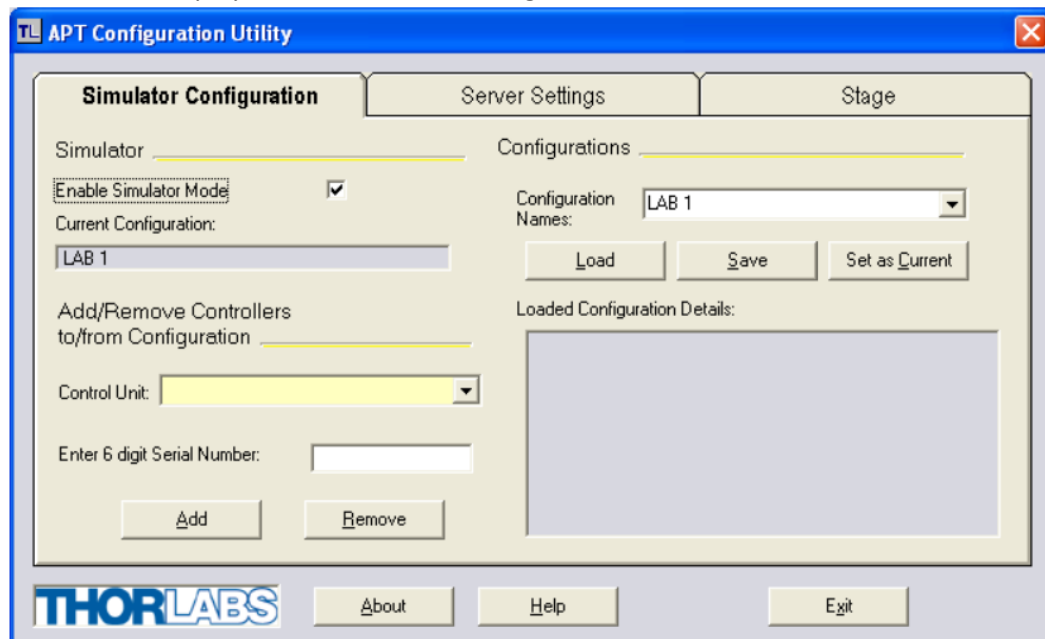 TL APT Configuration Utility
Simulator Configuration
Server Settings
Stage
Simulator
Enable Simulator Mode
Current Configuration:
LAB 1
Add/Remove Controllers
to/from Configuration
Control Unit:
Enter 6 digit Serial Number:
Add
Remove
Configurations
Configuration
Names:
LAB 1
Load
Save
Set as Current
Loaded Configuration Details:
THORLABS
About
Help
Exit